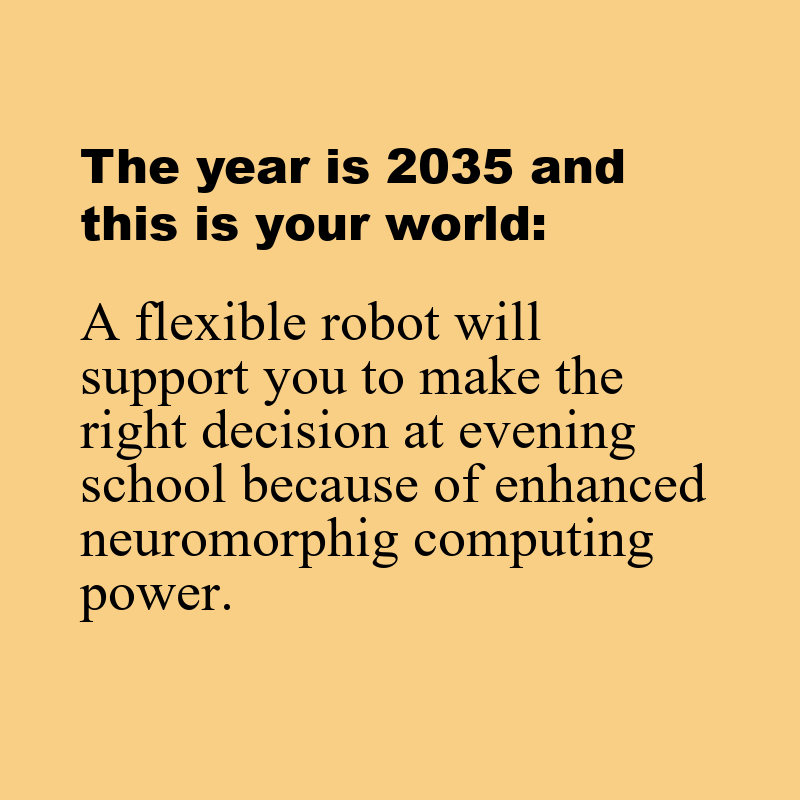 The year is 2035 and
this is your world:
A flexible robot will
support you to make the
right decision at evening
school because of enhanced
neuromorphig computing
power.